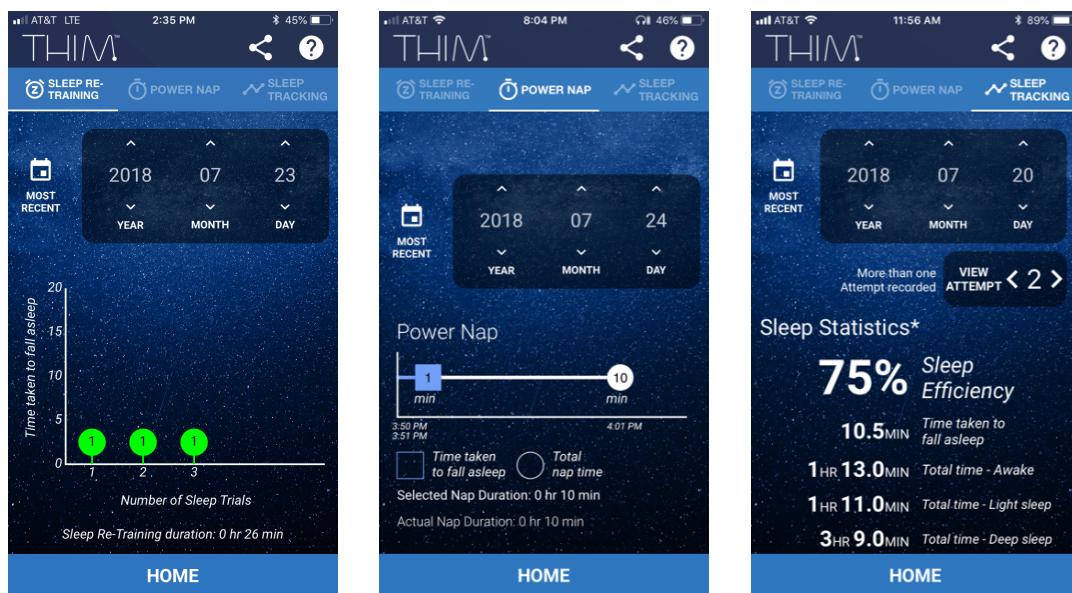 AT&T LTE 2:35 PM 45%
THIM™
SLEEP RE-
TRAINING
POWER NAP
SLEEP
TRACKING
MOST
RECENT
2018 07 23
YEAR MONTH DAY
Time taken to fall asleep
20
15
10
5
0
1 1 1
1 2 3
Number of Sleep Trials
Sleep Re-Training duration: 0 hr 26 min
HOME
AT&T 8:04 PM 46%
THIM™
SLEEP RE-
TRAINING
POWER NAP
SLEEP
TRACKING
MOST
RECENT
2018 07 24
YEAR MONTH DAY
Power Nap
1 10
min min
3:50 PM 4:01 PM
3:51 PM
Time taken
to fall asleep
Total
nap time
Selected Nap Duration: 0 hr 10 min
Actual Nap Duration: 0 hr 10 min
HOME
AT&T 11:56 AM 89%
THIM™
SLEEP RE-
TRAINING
POWER NAP
SLEEP
TRACKING
MOST
RECENT
2018 07 20
YEAR MONTH DAY
More than one
Attempt recorded
VIEW
ATTEMPT
2
Sleep Statistics*
75% Sleep
Efficiency
10.5MIN Time taken to
fall asleep
1HR 13.0MIN Total time - Awake
1HR 11.0MIN Total time - Light sleep
3HR 9.0MIN Total time - Deep sleep
HOME